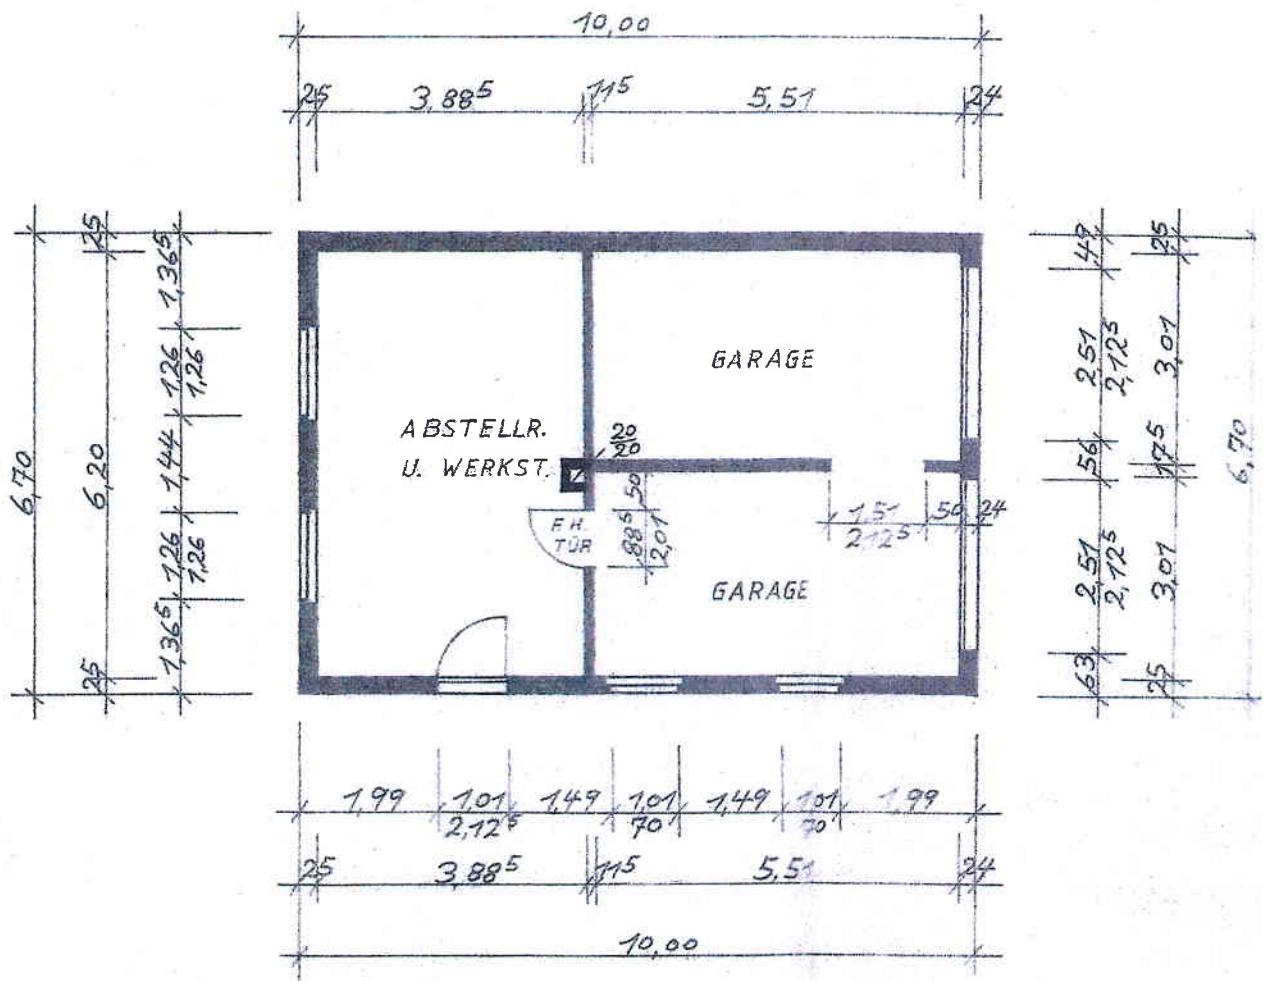 10,00
25 3,88⁵ 11⁵ 5,51 24
6,70
25 6,20 25
1,36⁵ 1,26 1,44 1,26 1,36⁵
1,26 1,26
GARAGE
ABSTELLR.
U. WERKST.
20
20
F.H.
TÜR
50
88⁵
2,01
1,51 50 24
2,12⁵
GARAGE
49 2,51 56 2,51 63
2,12⁵ 2,12⁵
25 3,01 17⁵ 3,01 25
6,70
1,99 1,01 1,49 1,01 1,49 1,01 1,99
2,12⁵ 70 70
25 3,88⁵ 11⁵ 5,51 24
10,00